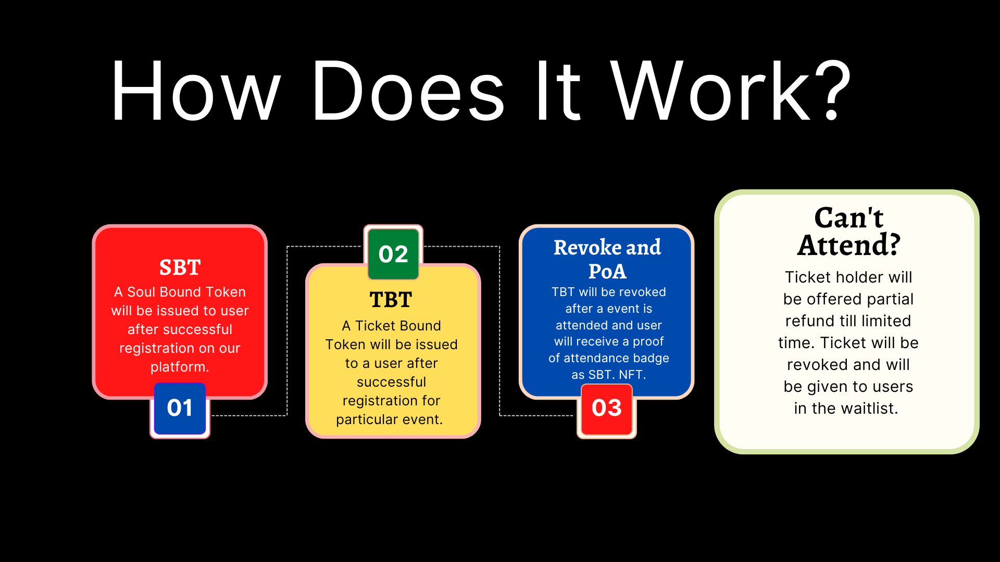 How Does It Work?
SBT
A Soul Bound Token
will be issued to user
after successful
registration on our
platform.
01
02
TBT
A Ticket Bound
Token will be issued
to a user after
successful
registration for
particular event.
Revoke and
PoA
TBT will be revoked
after a event is
attended and user
will receive a proof
of attendance badge
as SBT. NFT.
03
Can't
Attend?
Ticket holder will
be offered partial
refund till limited
time. Ticket will be
revoked and will
be given to users
in the waitlist.